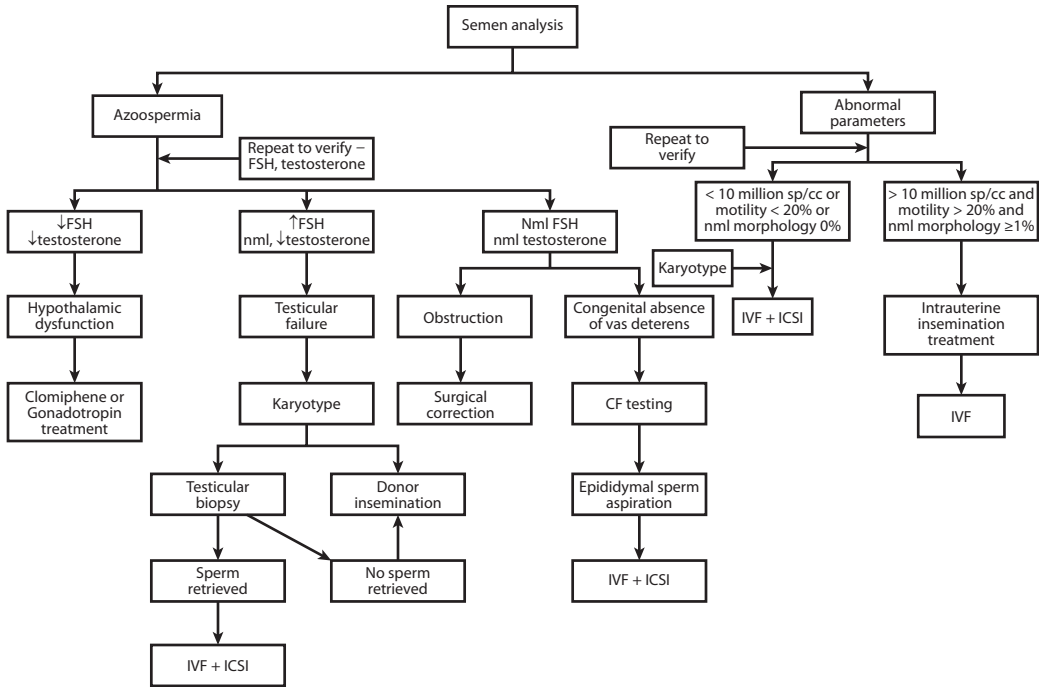 Semen analysis
Azoospermia
Abnormal
parameters
Repeat to verify –
FSH, testosterone
Repeat to
verify
↓FSH
↓testosterone
↑FSH
nml, ↓testosterone
Nml FSH
nml testosterone
< 10 million sp/cc or
motility < 20% or
nml morphology 0%
> 10 million sp/cc and
motility > 20% and
nml morphology ≥1%
Karyotype
Hypothalamic
dysfunction
Testicular
failure
Obstruction
Congenital absence
of vas deterens
IVF + ICSI
Intrauterine
insemination
treatment
Clomiphene or
Gonadotropin
treatment
Karyotype
Surgical
correction
CF testing
IVF
Testicular
biopsy
Donor
insemination
Epididymal sperm
aspiration
Sperm
retrieved
No sperm
retrieved
IVF + ICSI
IVF + ICSI